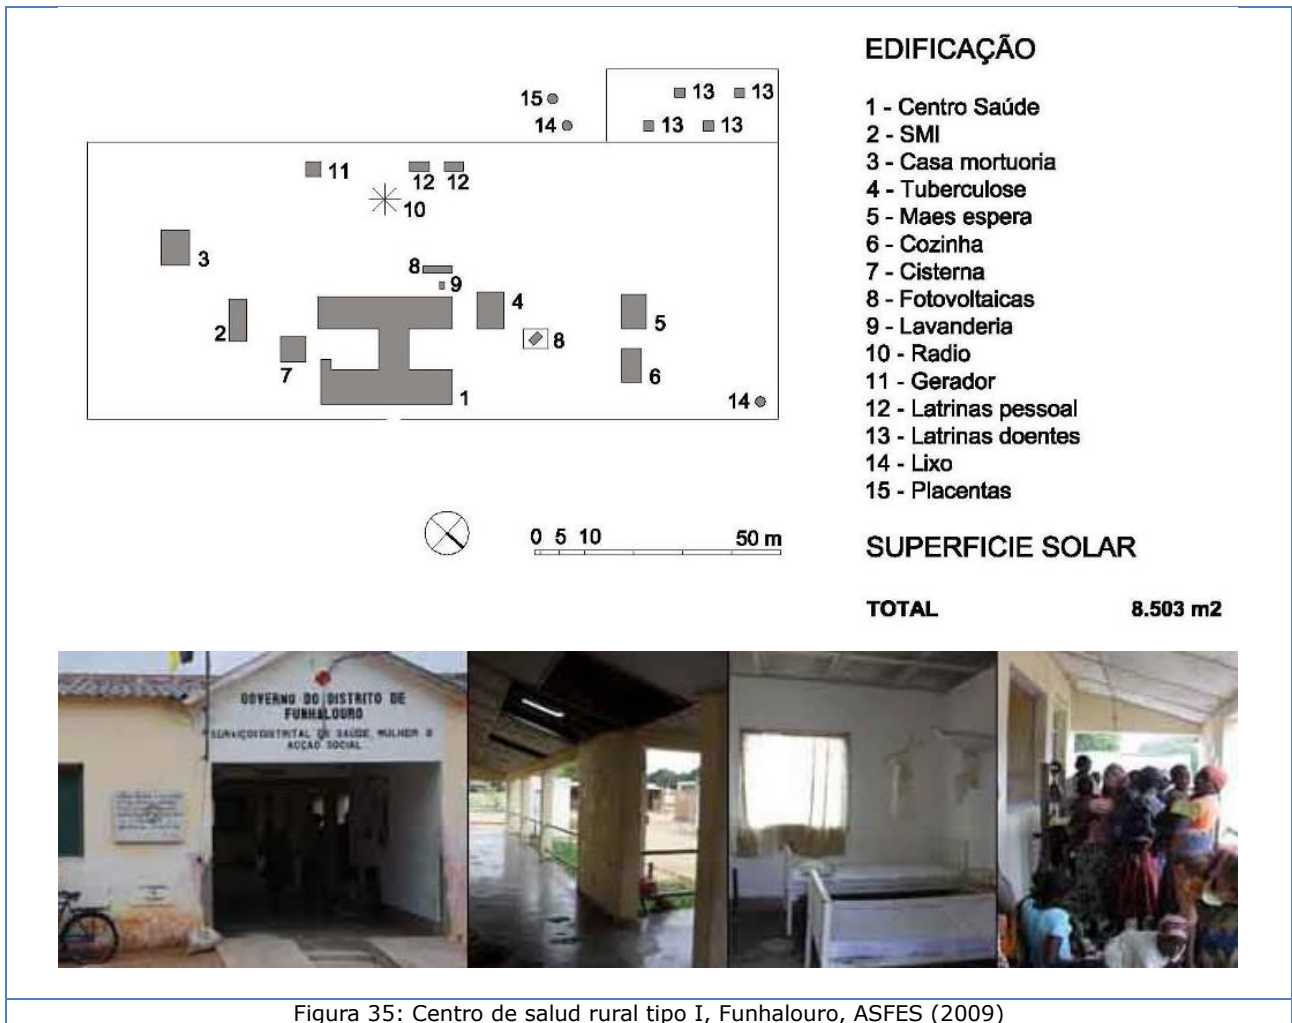 EDIFICAÇÃO
15
13 13
14
13 13
1 - Centro Saúde
2 - SMI
3 - Casa mortuoria
4 - Tuberculose
5 - Maes espera
6 - Cozinha
7 - Cisterna
8 - Fotovoltaicas
9 - Lavanderia
10 - Radio
11 - Gerador
12 - Latrinas pessoal
13 - Latrinas doentes
14 - Lixo
15 - Placentas
11
12 12
10
3
8
9
4
2
5
8
7
6
1
14
0 5 10 50 m
SUPERFICIE SOLAR
TOTAL 8.503 m2
GOVERNO DO DISTRITO DE
FUNHALOURO
SERVIÇO DISTRITAL DE SAÚDE, MULHER E
ACÇÃO SOCIAL
Figura 35: Centro de salud rural tipo I, Funhalouro, ASFES (2009)